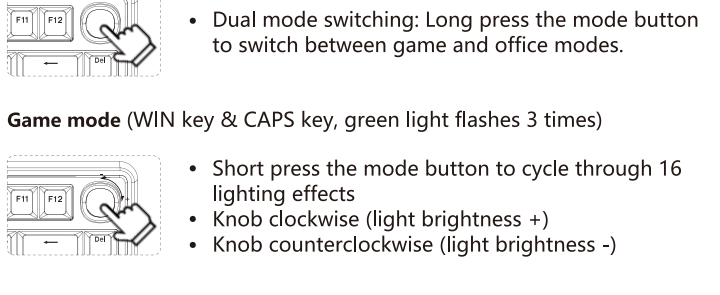 F11 F12
Del
• Dual mode switching: Long press the mode button
to switch between game and office modes.
Game mode (WIN key & CAPS key, green light flashes 3 times)
F11 F12
Del
• Short press the mode button to cycle through 16
lighting effects
• Knob clockwise (light brightness +)
• Knob counterclockwise (light brightness -)